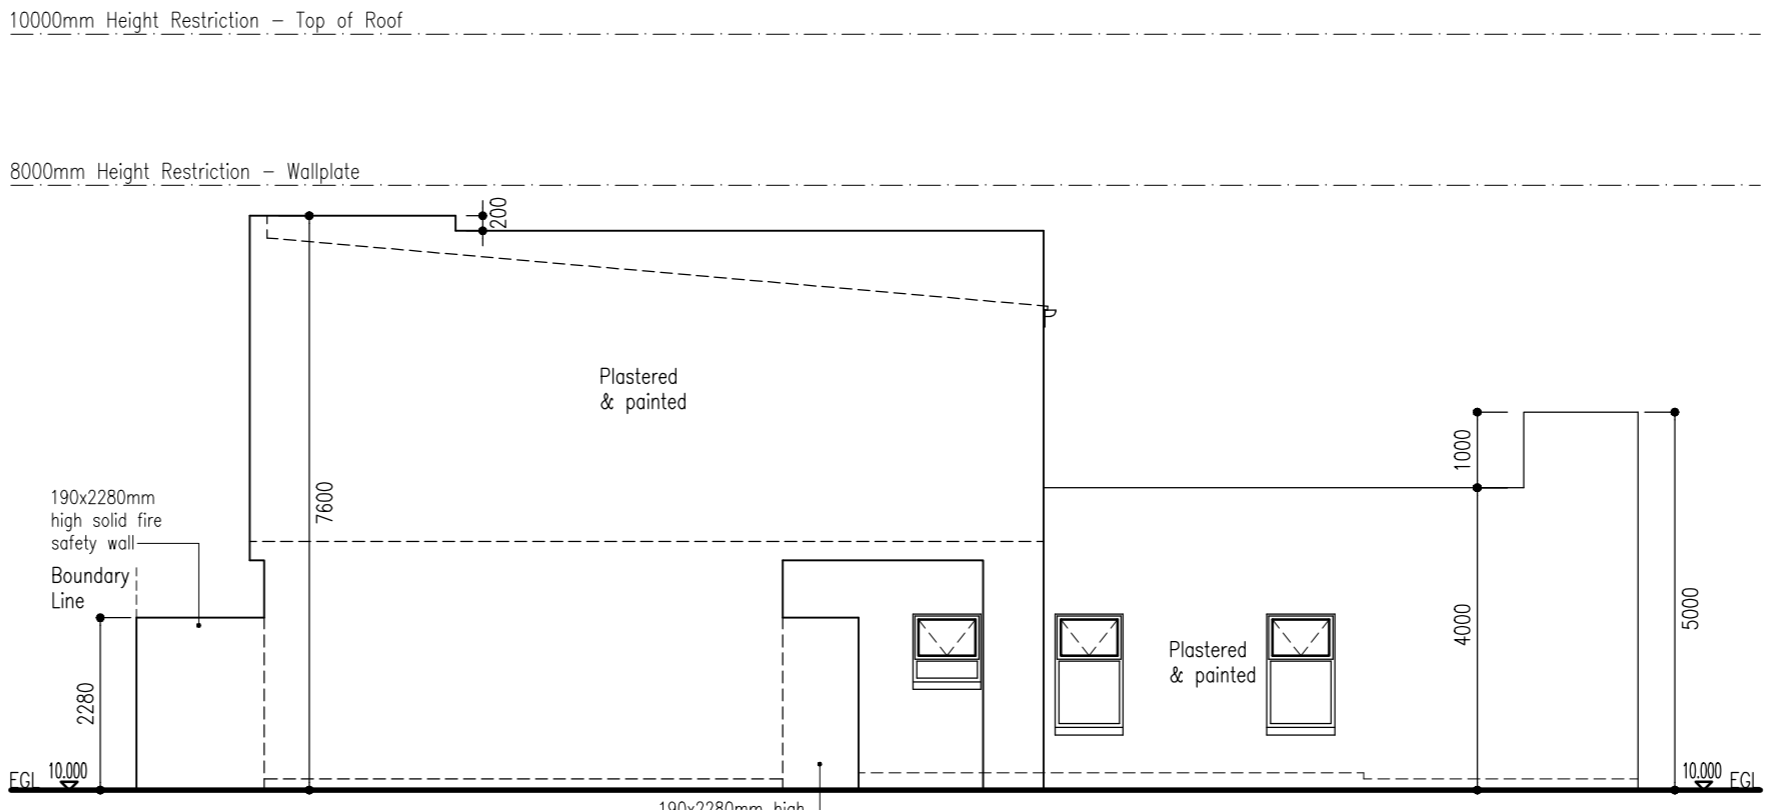 10000mm Height Restriction – Top of Roof
8000mm Height Restriction – Wallplate
200
Plastered
& painted
7600
1000
190x2280mm
high solid fire
safety wall
Boundary
Line
2280
Plastered
& painted
4000
5000
EGL 10.000
10.000 EGL
190x2280mm high